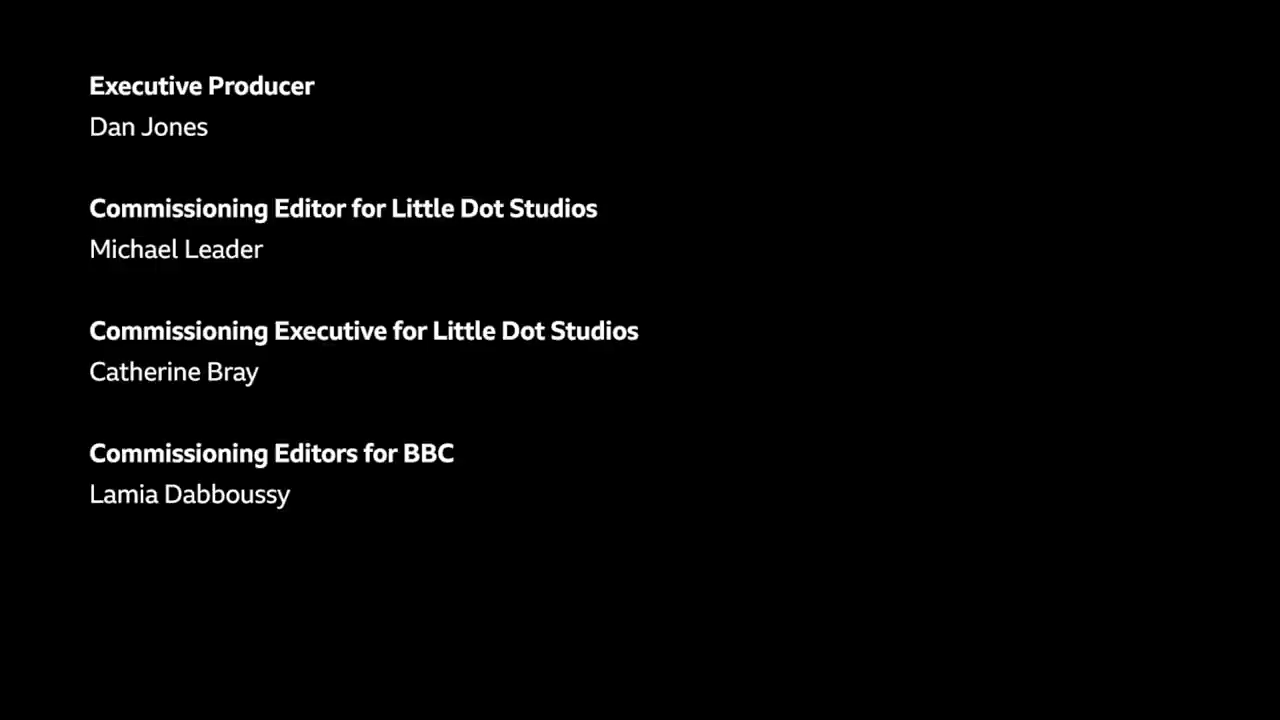 Executive Producer
Dan Jones
Commissioning Editor for Little Dot Studios
Michael Leader
Commissioning Executive for Little Dot Studios
Catherine Bray
Commissioning Editors for BBC
Lamia Dabboussy